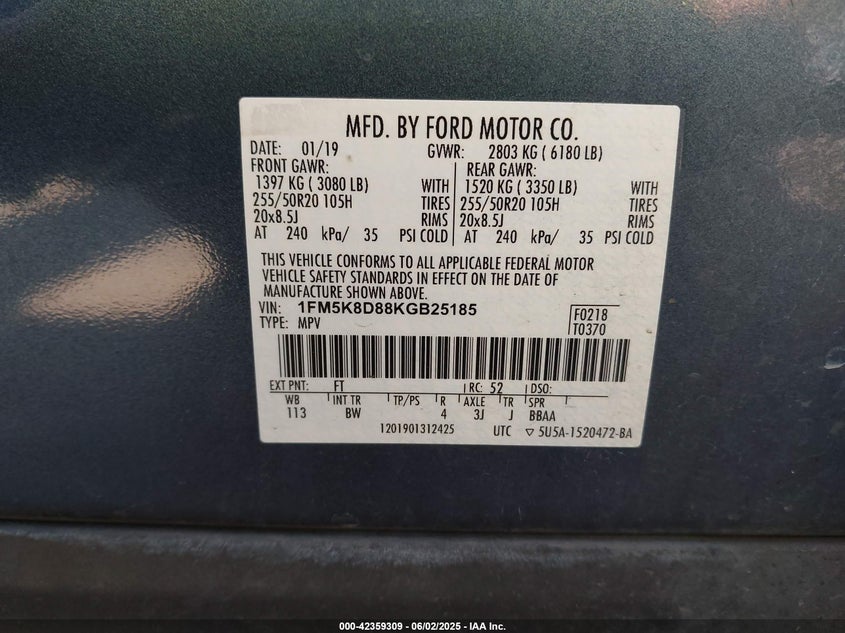 MFD. BY FORD MOTOR CO.
DATE: 01/19 GVWR: 2803 KG ( 6180 LB)
FRONT GAWR: REAR GAWR:
1397 KG ( 3080 LB) WITH 1520 KG ( 3350 LB) WITH
255/50R20 105H TIRES 255/50R20 105H TIRES
20x8.5J RIMS 20x8.5J RIMS
AT 240 kPa/ 35 PSI COLD AT 240 kPa/ 35 PSI COLD
THIS VEHICLE CONFORMS TO ALL APPLICABLE FEDERAL MOTOR
VEHICLE SAFETY STANDARDS IN EFFECT ON THE DATE OF
MANUFACTURE SHOWN ABOVE.
VIN: 1FM5K8D88KGB25185 F0218
TYPE: MPV T0370
EXT PNT: FT RC: 52 DSO:
WB INT TR TP/PS R AXLE TR SPR
113 BW 4 3J J BBAA
1201901312425 UTC ▽ 5U5A-1520472-BA
000-42359309 - 06/02/2025 - IAA Inc.